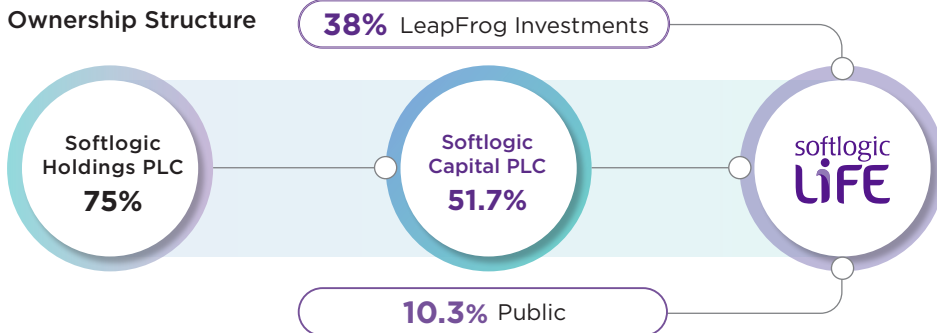 Ownership Structure
38% LeapFrog Investments
Softlogic
Holdings PLC
75%
Softlogic
Capital PLC
51.7%
softlogic
LiFE
10.3% Public